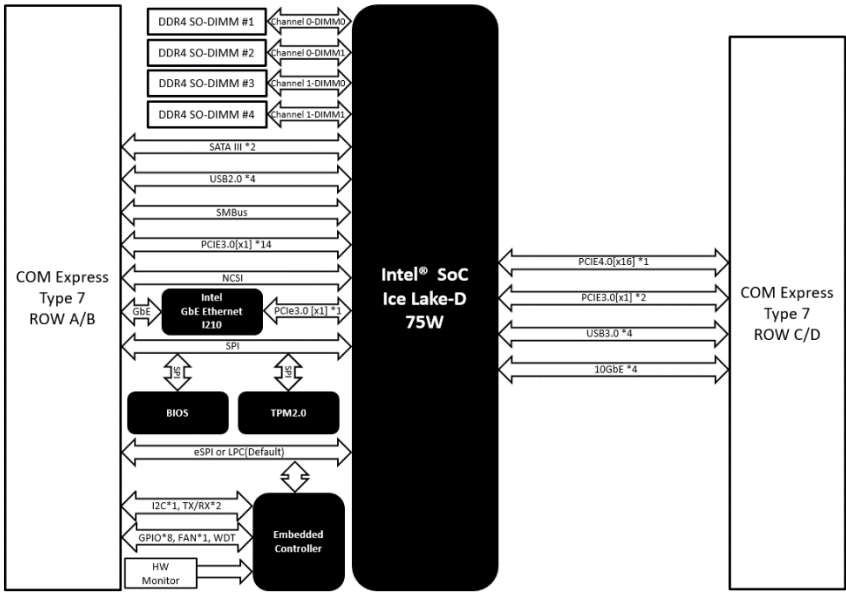 DDR4 SO-DIMM #1
Channel 0-DIMM0
DDR4 SO-DIMM #2
Channel 0-DIMM1
DDR4 SO-DIMM #3
Channel 1-DIMM0
DDR4 SO-DIMM #4
Channel 1-DIMM1
SATA III *2
USB2.0 *4
SMBus
PCIE3.0[x1] *14
NCSI
COM Express
Type 7
ROW A/B
GbE
Intel
GbE Ethernet
I210
PCIe3.0 [x1] *1
SPI
SPI
SPI
BIOS
TPM2.0
eSPI or LPC(Default)
I2C*1, TX/RX*2
GPIO*8, FAN*1, WDT
HW
Monitor
Embedded
Controller
Intel® SoC
Ice Lake-D
75W
PCIE4.0[x16] *1
PCIE3.0[x1] *2
USB3.0 *4
10GbE *4
COM Express
Type 7
ROW C/D